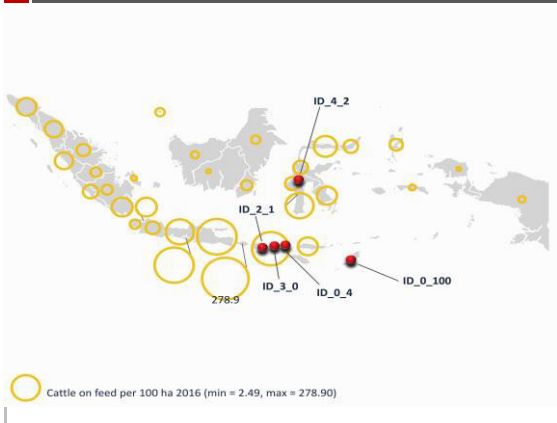 ID_4_2
ID_2_1
ID_3_0
ID_0_4
ID_0_100
278.9
Cattle on feed per 100 ha 2016 (min = 2.49, max = 278.90)